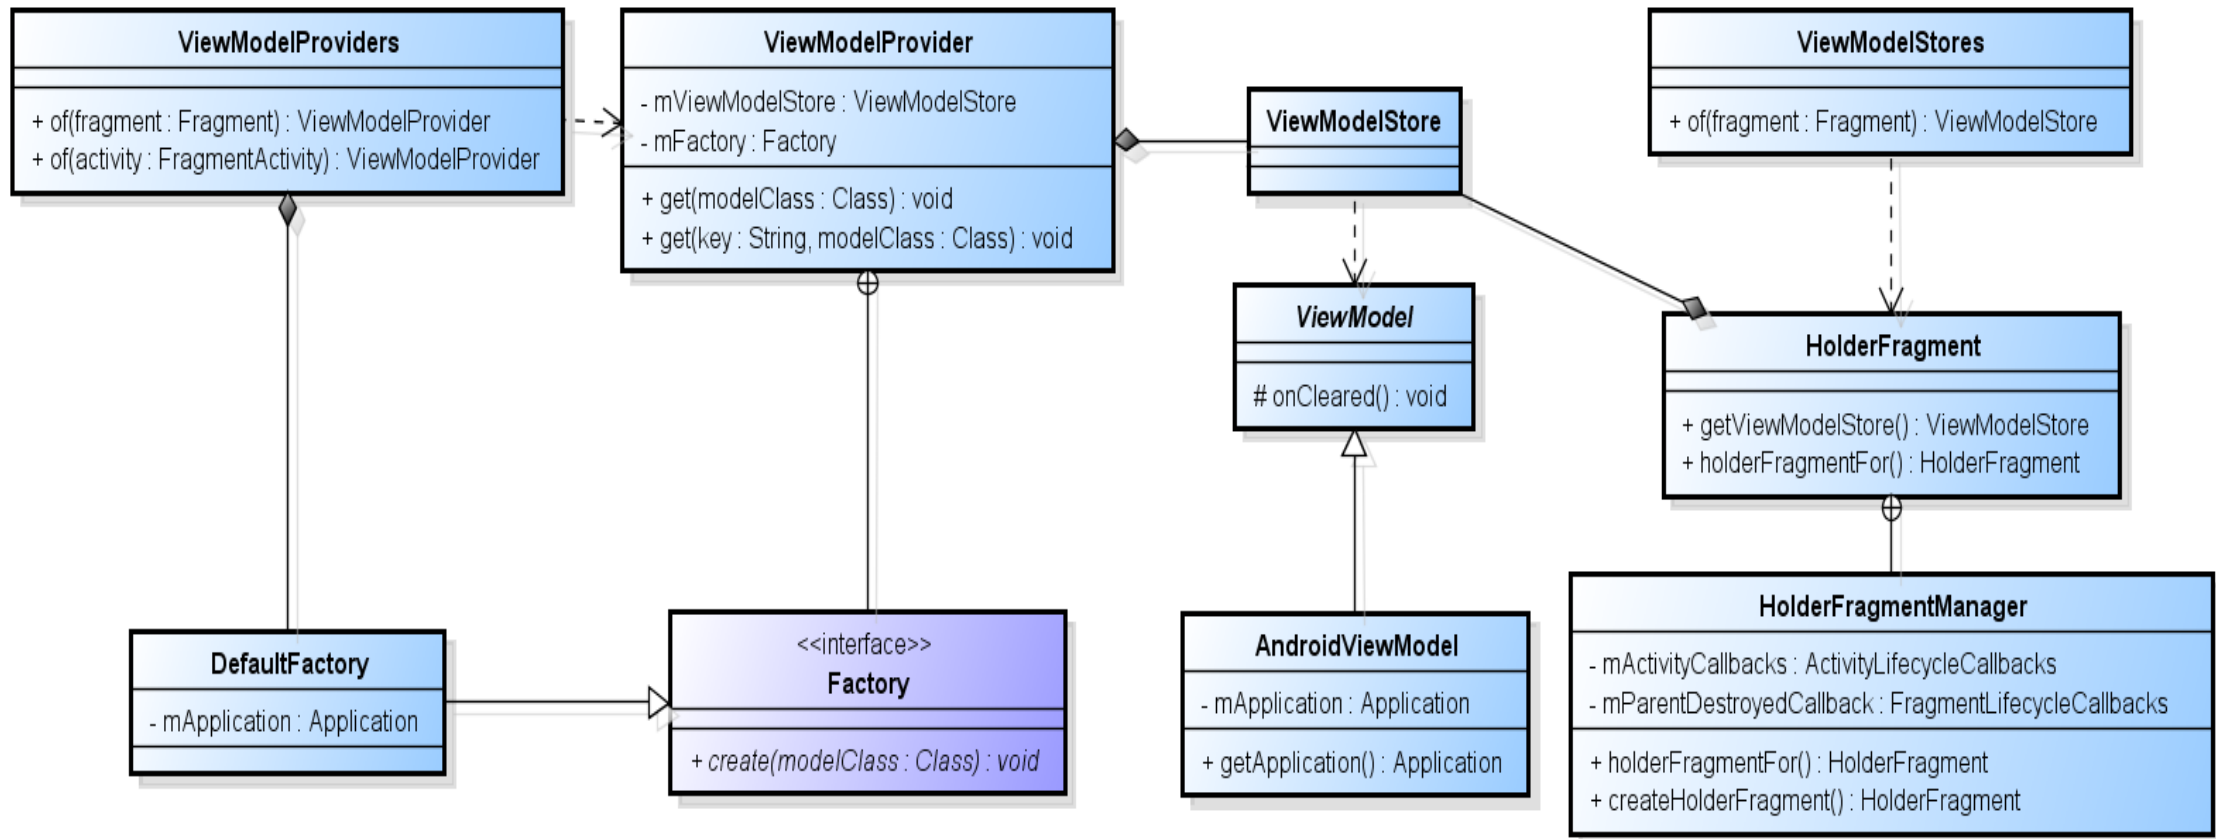 ViewModelProviders
+ of(fragment : Fragment) : ViewModelProvider
+ of(activity : FragmentActivity) : ViewModelProvider
ViewModelProvider
- mViewModelStore : ViewModelStore
- mFactory : Factory
+ get(modelClass : Class) : void
+ get(key : String, modelClass : Class) : void
ViewModelStore
ViewModelStores
+ of(fragment : Fragment) : ViewModelStore
ViewModel
# onCleared() : void
HolderFragment
+ getViewModelStore() : ViewModelStore
+ holderFragmentFor() : HolderFragment
DefaultFactory
- mApplication : Application
<<interface>>
Factory
+ create(modelClass : Class) : void
AndroidViewModel
- mApplication : Application
+ getApplication() : Application
HolderFragmentManager
- mActivityCallbacks : ActivityLifecycleCallbacks
- mParentDestroyedCallback : FragmentLifecycleCallbacks
+ holderFragmentFor() : HolderFragment
+ createHolderFragment() : HolderFragment